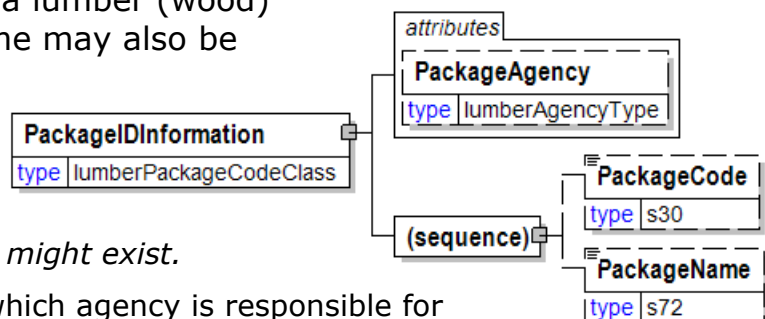 a lumber (wood)
me may also be
might exist.
which agency is responsible for
PackageIDInformation
type lumberPackageCodeClass
attributes
PackageAgency
type lumberAgencyType
(sequence)
PackageCode
type s30
PackageName
type s72